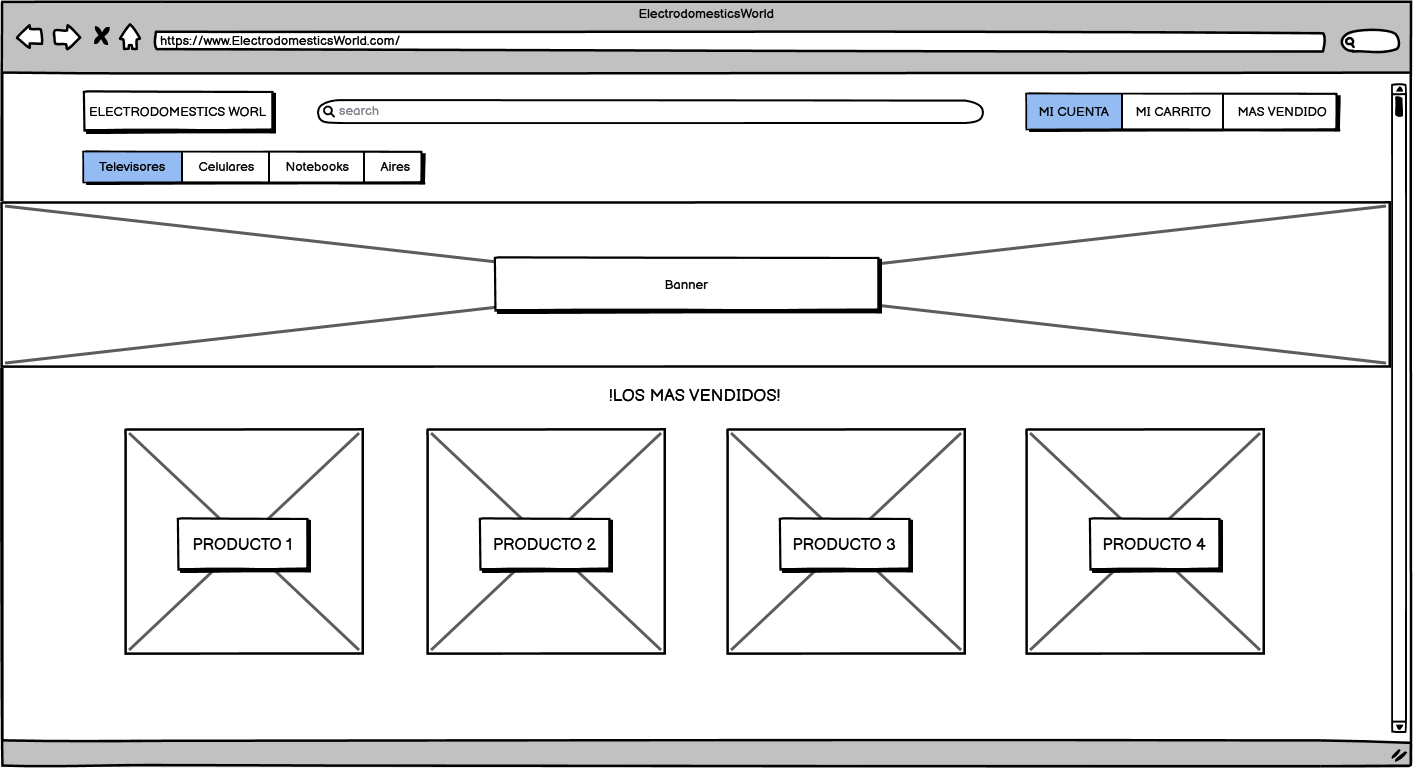 ElectrodomesticsWorld
https://www.ElectrodomesticsWorld.com/
ELECTRODOMESTICS WORL
search
MI CUENTA
MI CARRITO
MAS VENDIDO
Televisores
Celulares
Notebooks
Aires
Banner
!LOS MAS VENDIDOS!
PRODUCTO 1
PRODUCTO 2
PRODUCTO 3
PRODUCTO 4